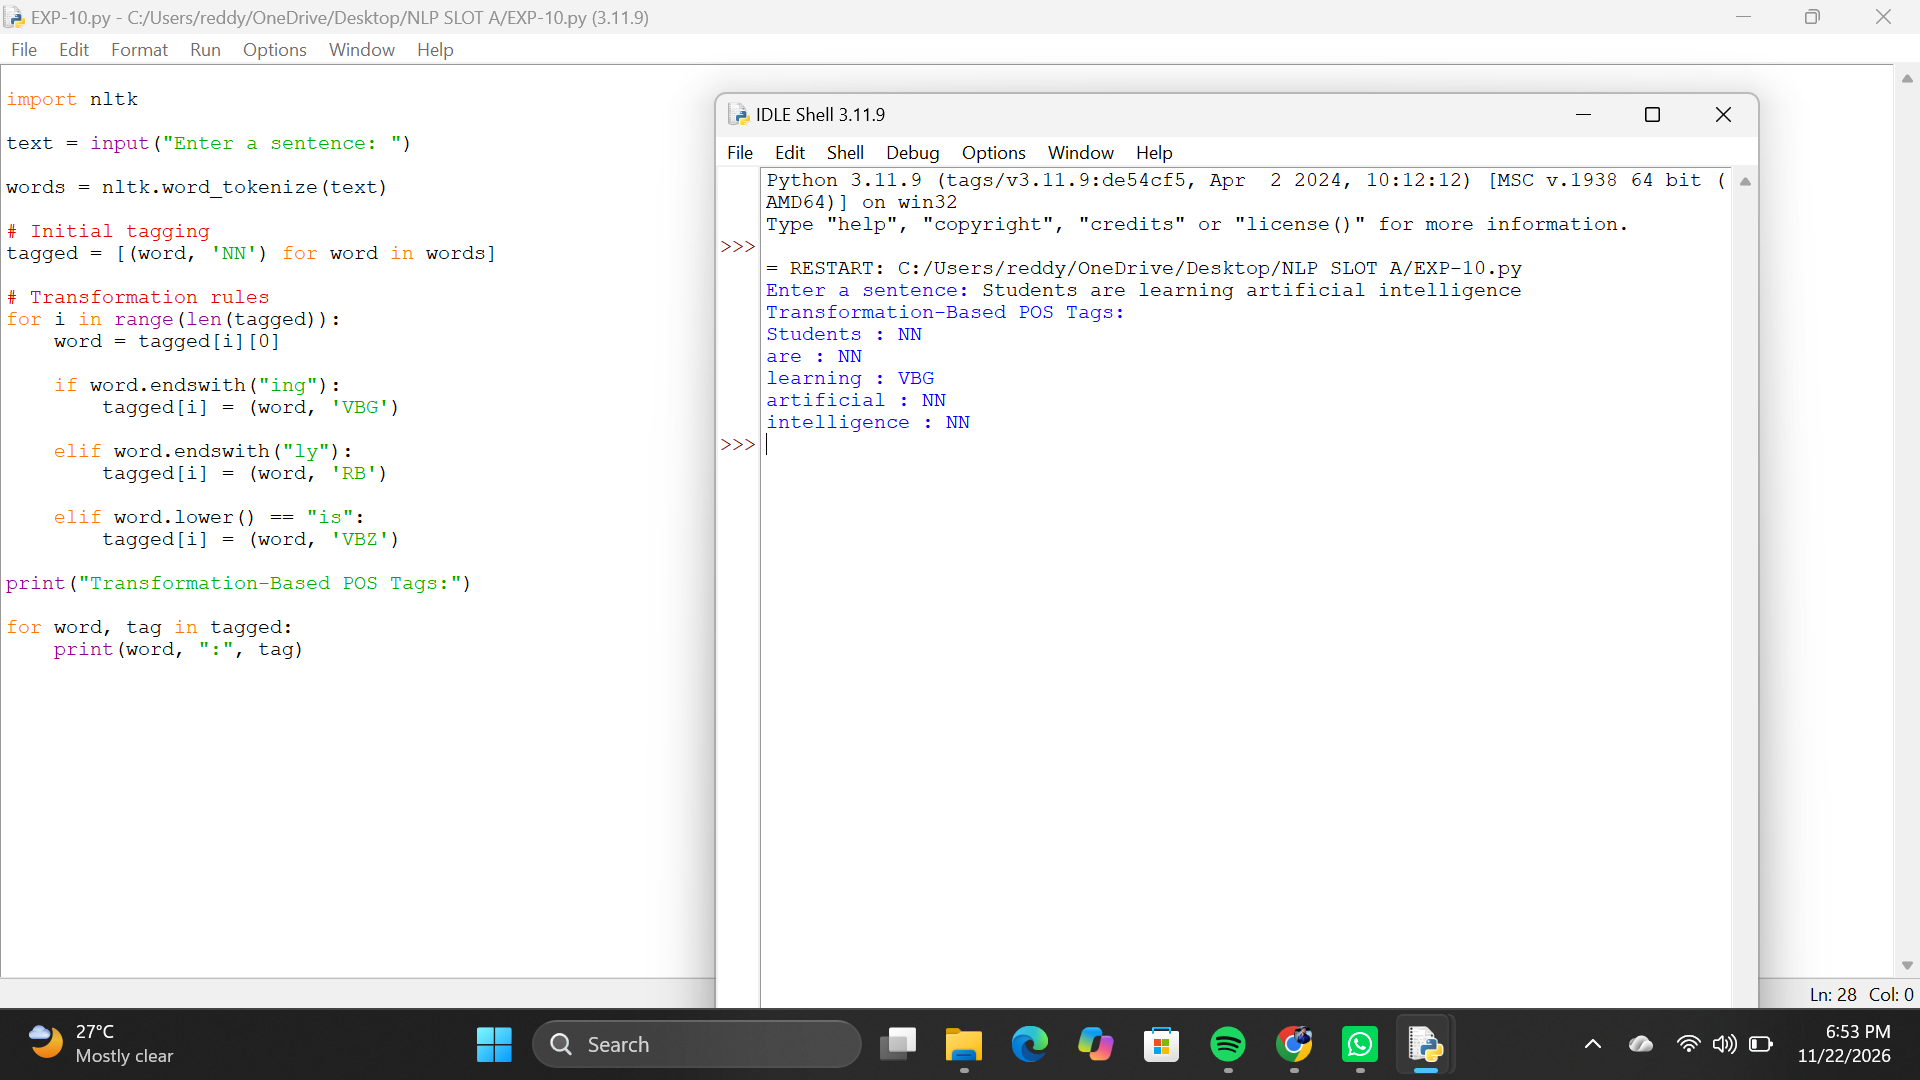 EXP-10.py - C:/Users/reddy/OneDrive/Desktop/NLP SLOT A/EXP-10.py (3.11.9)
File Edit Format Run Options Window Help
import nltk
text = input("Enter a sentence: ")
words = nltk.word_tokenize(text)
# Initial tagging
tagged = [(word, 'NN') for word in words]
# Transformation rules
for i in range(len(tagged)):
    word = tagged[i][0]
    if word.endswith("ing"):
        tagged[i] = (word, 'VBG')
    elif word.endswith("ly"):
        tagged[i] = (word, 'RB')
    elif word.lower() == "is":
        tagged[i] = (word, 'VBZ')
print("Transformation-Based POS Tags:")
for word, tag in tagged:
    print(word, ":", tag)
IDLE Shell 3.11.9
File Edit Shell Debug Options Window Help
Python 3.11.9 (tags/v3.11.9:de54cf5, Apr  2 2024, 10:12:12) [MSC v.1938 64 bit (
AMD64)] on win32
Type "help", "copyright", "credits" or "license()" for more information.
>>>
= RESTART: C:/Users/reddy/OneDrive/Desktop/NLP SLOT A/EXP-10.py
Enter a sentence: Students are learning artificial intelligence
Transformation-Based POS Tags:
Students : NN
are : NN
learning : VBG
artificial : NN
intelligence : NN
>>>
Ln: 28 Col: 0
27°C
Mostly clear
Search
6:53 PM
11/22/2026